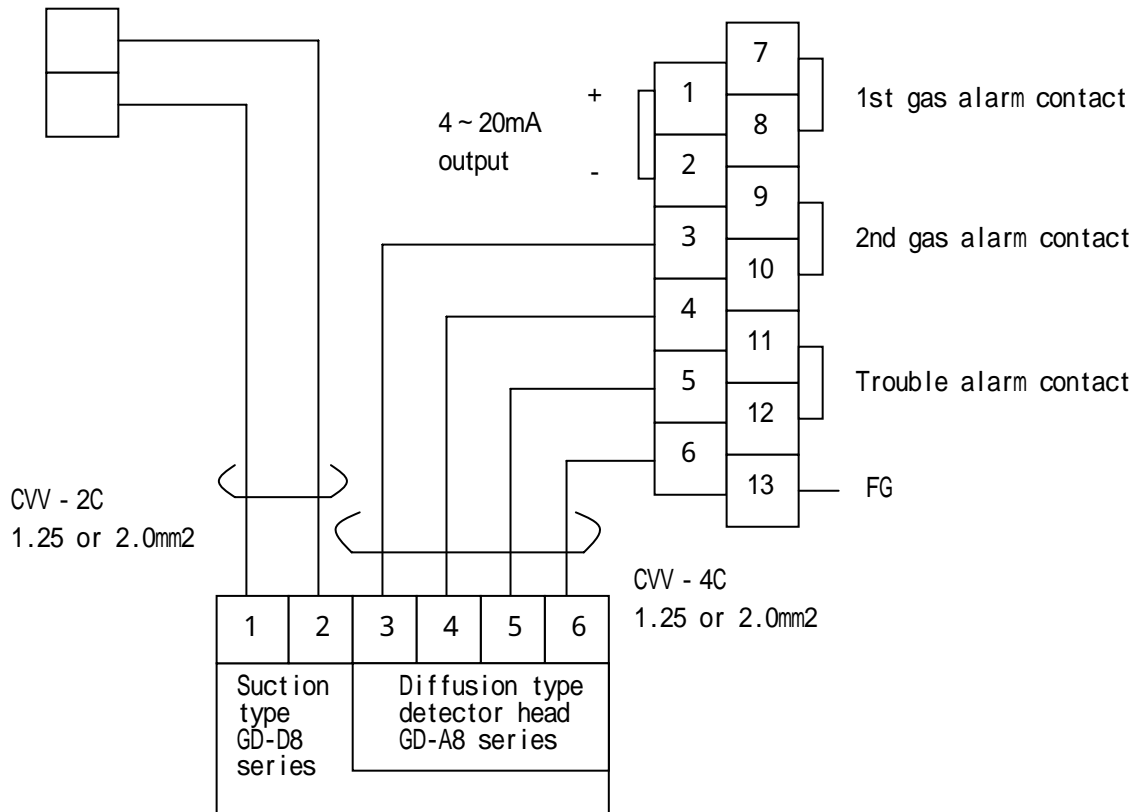 7
1st gas alarm contact
+
1
4 ~ 20mA
output
8
-
2
9
2nd gas alarm contact
3
10
4
11
Trouble alarm contact
5
12
6
13
FG
CVV - 2C
1.25 or 2.0mm2
CVV - 4C
1.25 or 2.0mm2
1 2 3 4 5 6
Suction
type
GD-D8
series
Diffusion type
detector head
GD-A8 series